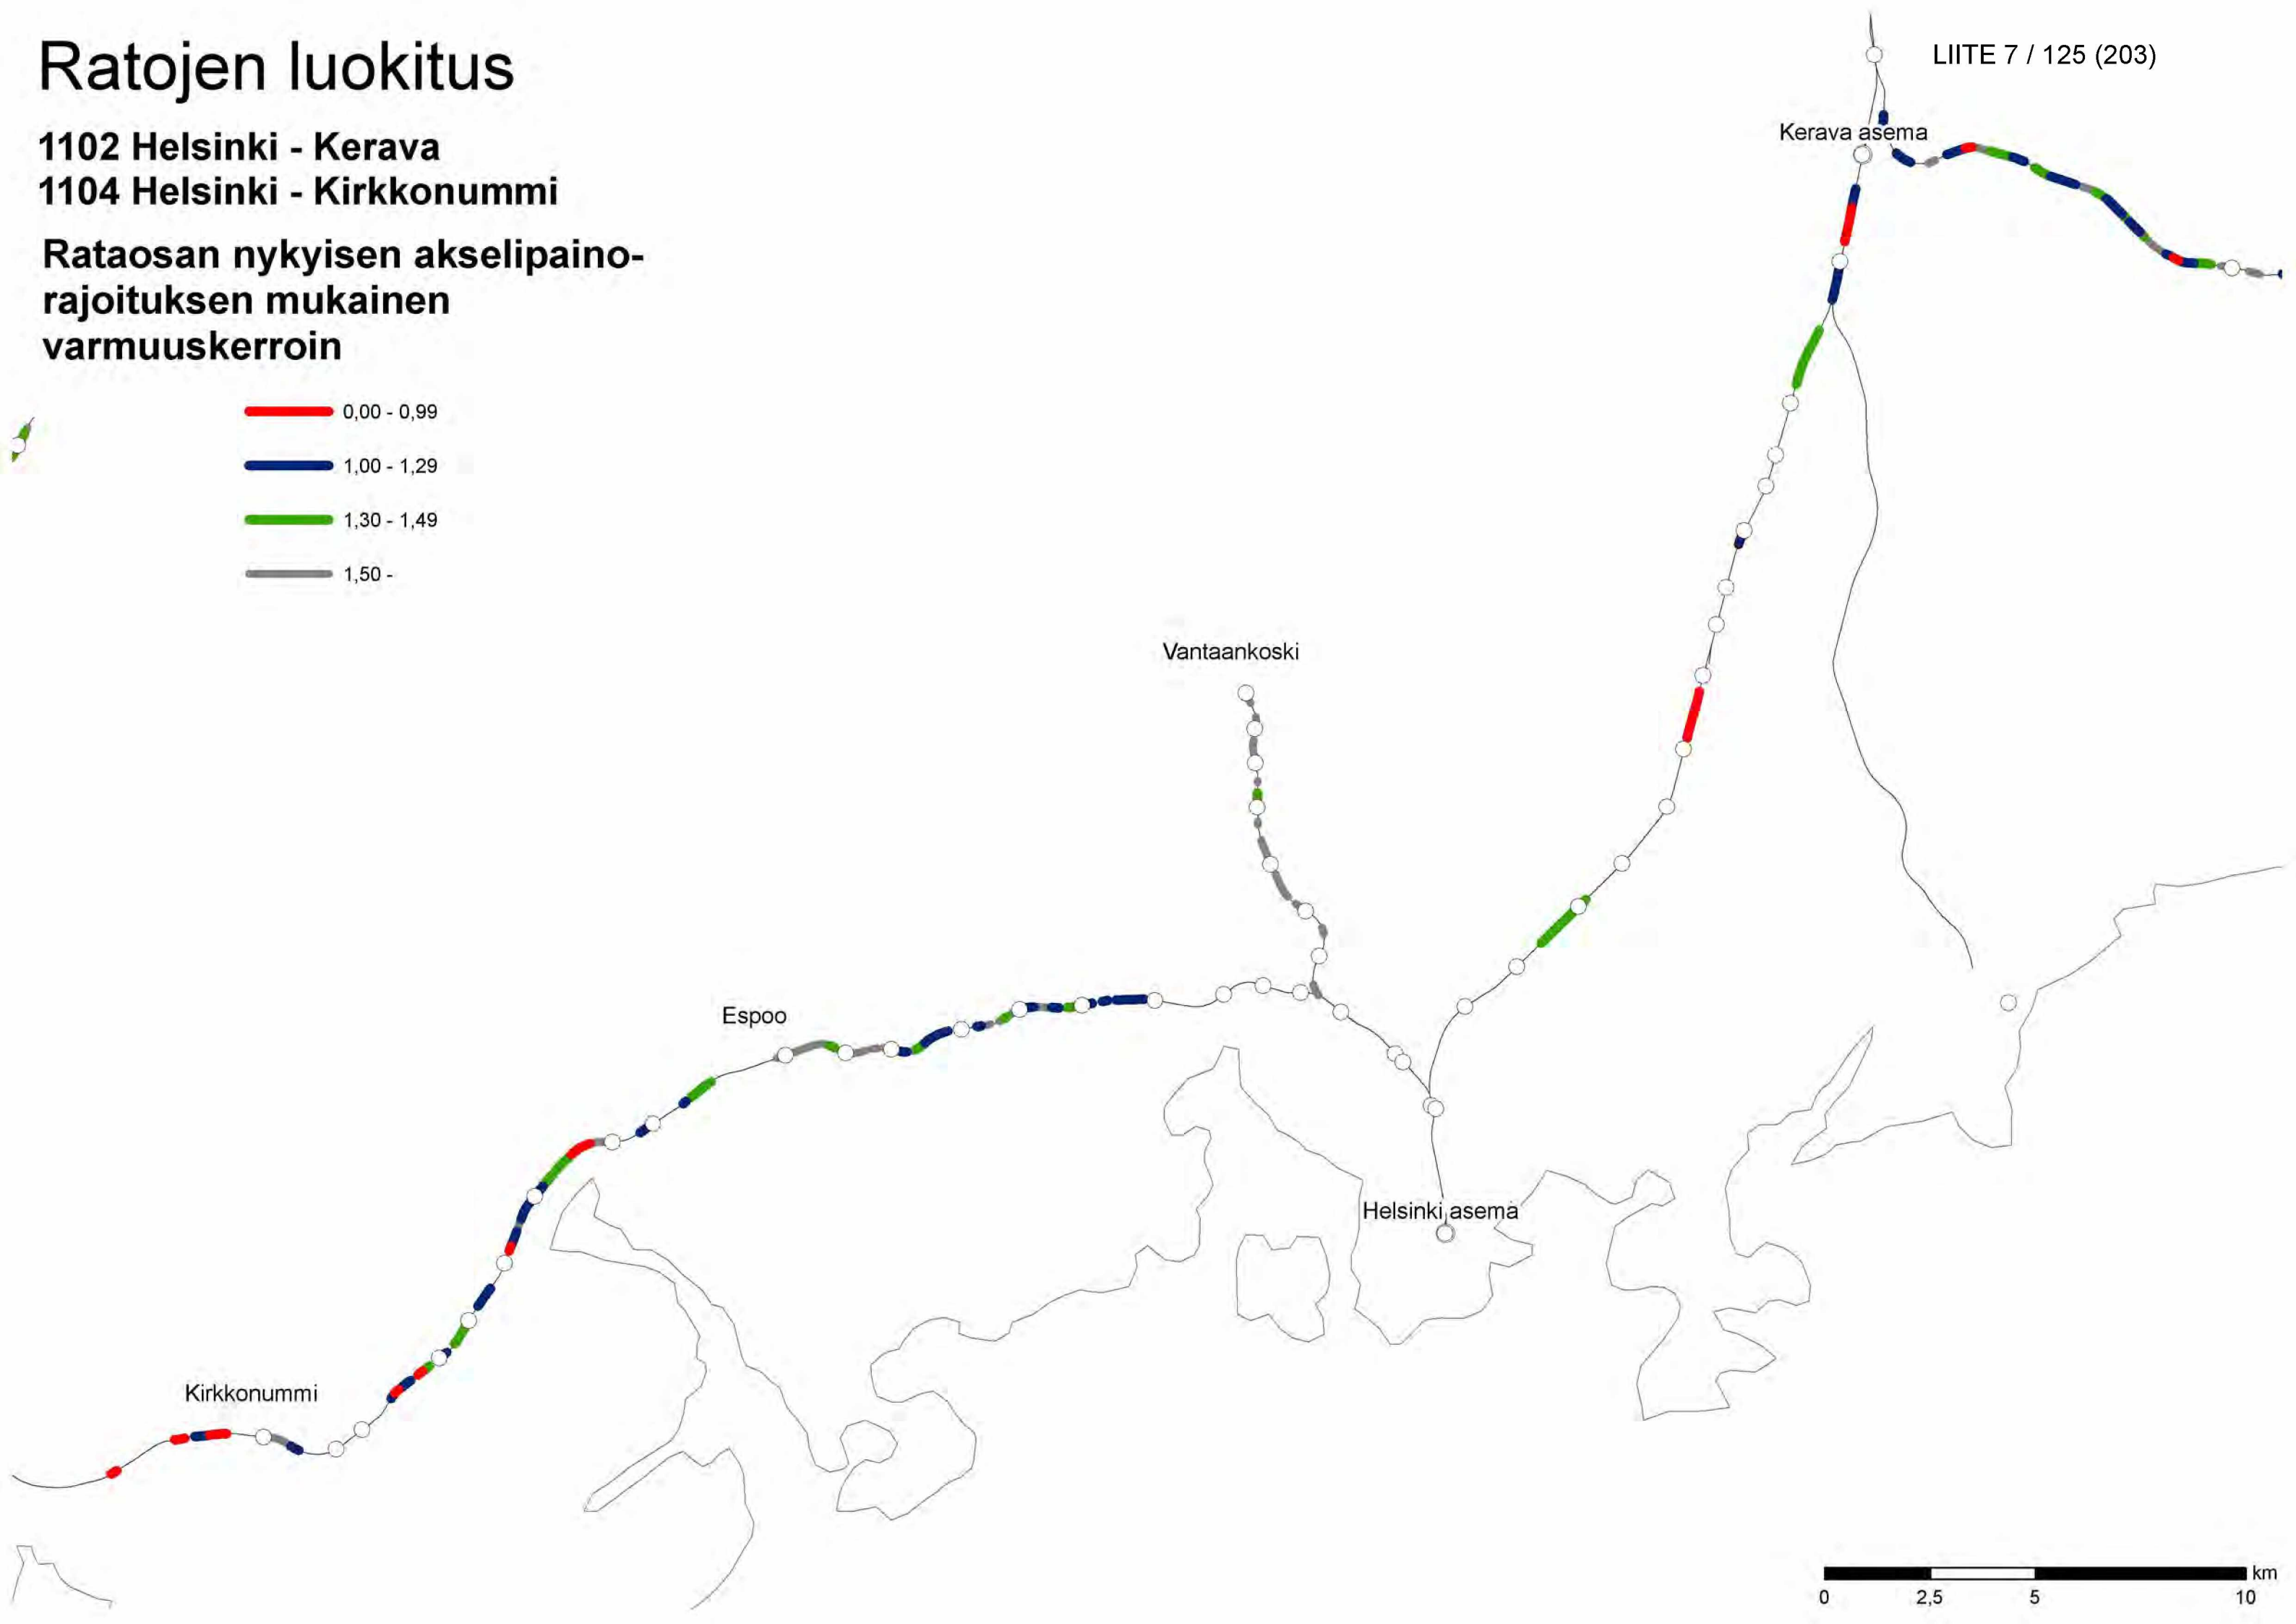 Ratojen luokitus
LIITE 7 / 125 (203)
1102 Helsinki - Kerava
1104 Helsinki - Kirkkonummi
Rataosan nykyisen akselipaino-
rajoituksen mukainen
varmuuskerroin
0,00 - 0,99
1,00 - 1,29
1,30 - 1,49
1,50 -
Kerava asema
Vantaankoski
Espoo
Helsinki asema
Kirkkonummi
km
0 2,5 5 10